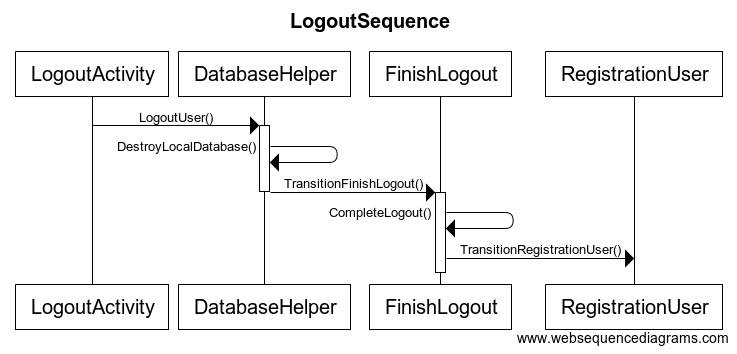 LogoutSequence
LogoutActivity DatabaseHelper FinishLogout RegistrationUser
LogoutUser()
DestroyLocalDatabase()
TransitionFinishLogout()
CompleteLogout()
TransitionRegistrationUser()
LogoutActivity DatabaseHelper FinishLogout RegistrationUser
www.websequencediagrams.com